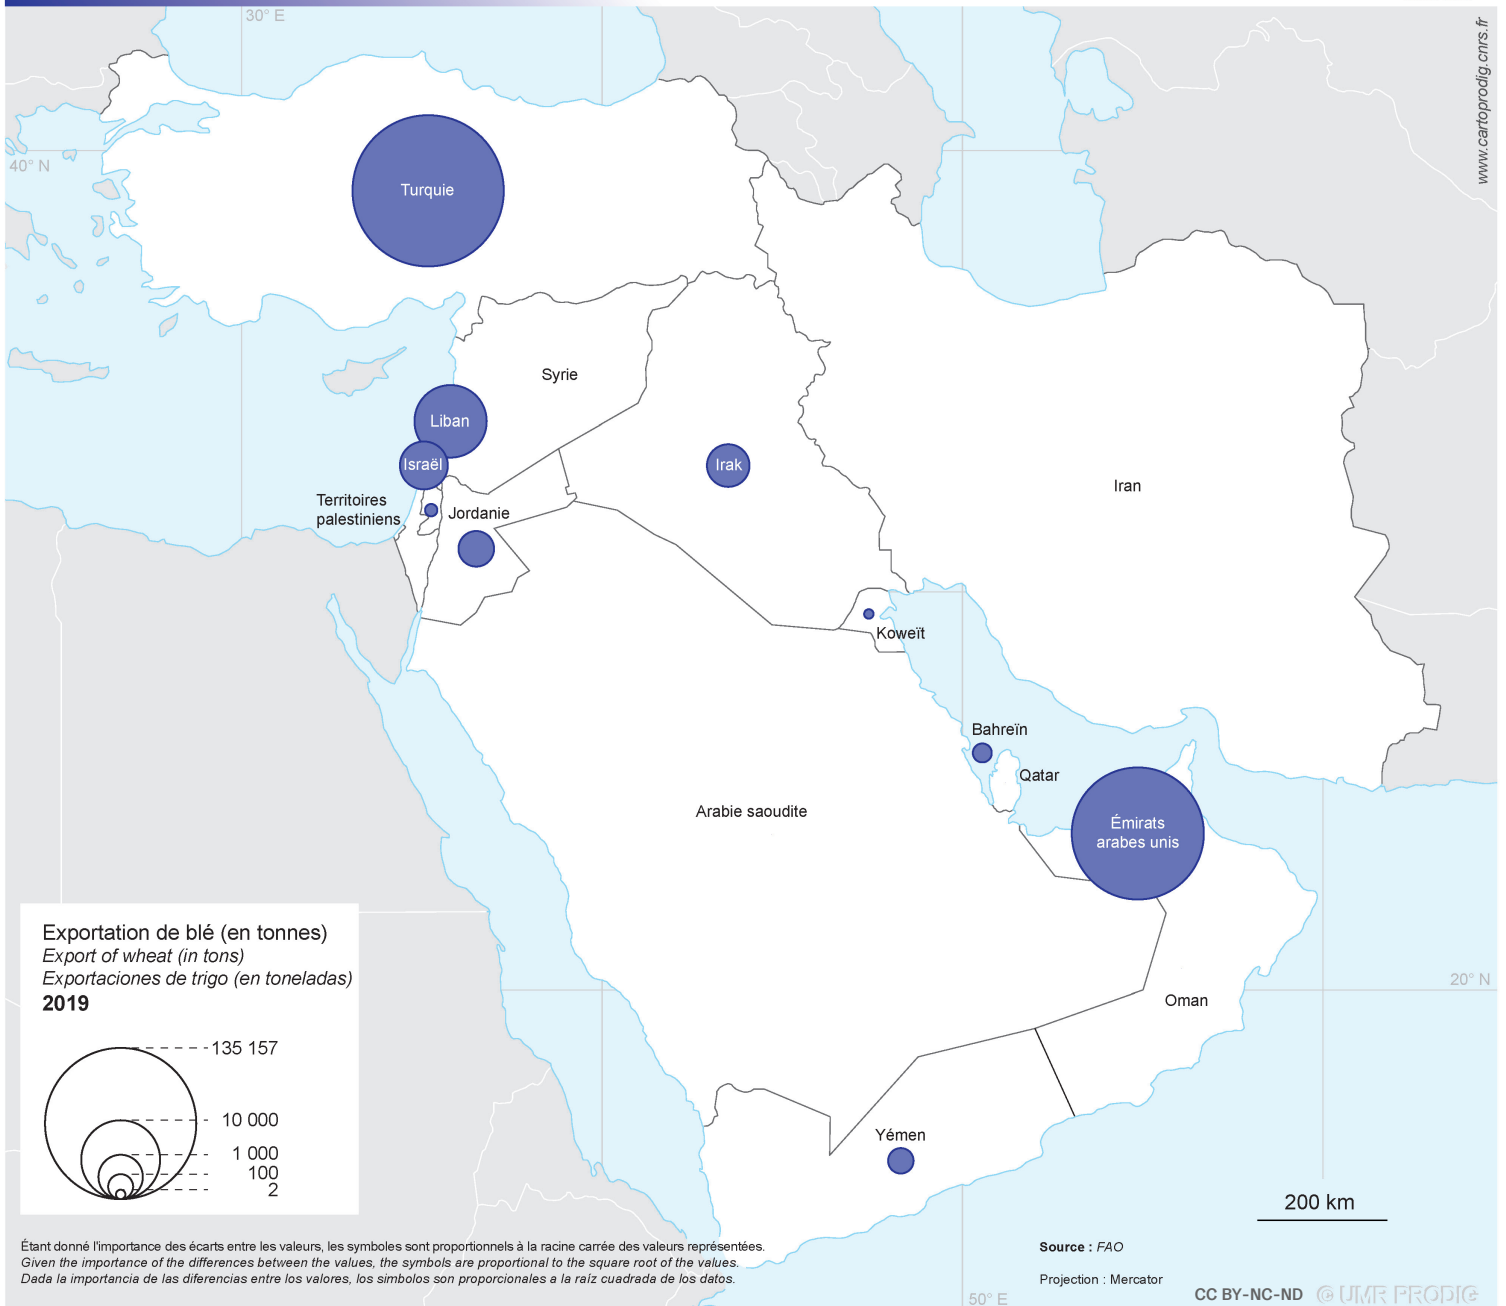 30° E
www.cartoprodig.cnrs.fr
40° N
Turquie
Syrie
Liban
Israël
Irak
Iran
Territoires
palestiniens
Jordanie
Koweït
Bahreïn
Qatar
Arabie saoudite
Émirats
arabes unis
Exportation de blé (en tonnes)
Export of wheat (in tons)
Exportaciones de trigo (en toneladas)
2019
135 157
10 000
1 000
100
2
20° N
Oman
Yémen
200 km
Étant donné l'importance des écarts entre les valeurs, les symboles sont proportionnels à la racine carrée des valeurs représentées.
Given the importance of the differences between the values, the symbols are proportional to the square root of the values.
Dada la importancia de las diferencias entre los valores, los simbolos son proporcionales a la raíz cuadrada de los datos.
Source : FAO
Projection : Mercator
50° E
CC BY-NC-ND © UMR PRODIG